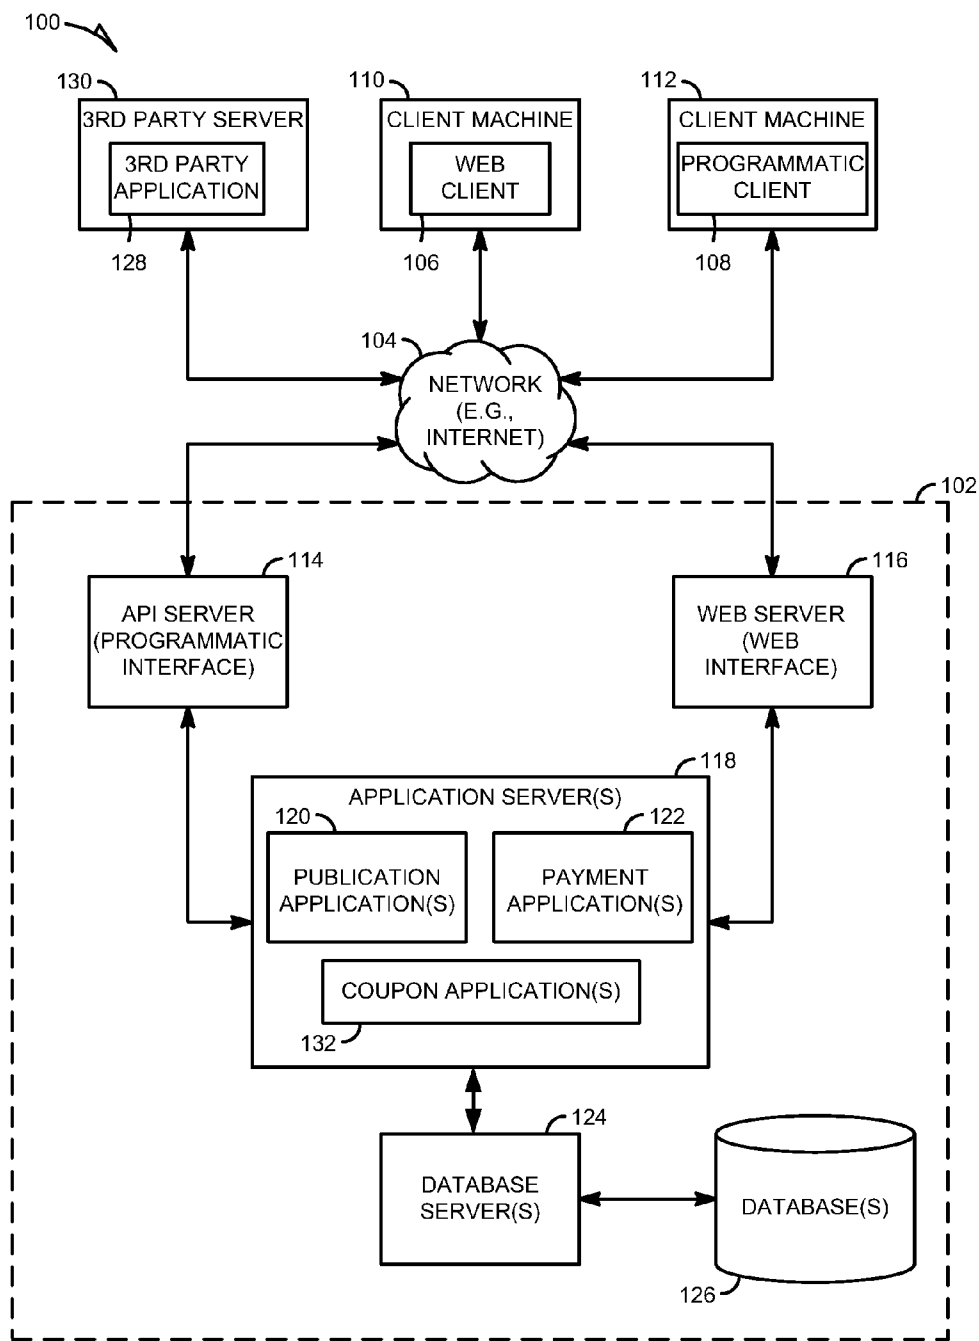 100
130
110
112
3RD PARTY SERVER
CLIENT MACHINE
CLIENT MACHINE
3RD PARTY
APPLICATION
WEB
CLIENT
PROGRAMMATIC
CLIENT
128
106
108
104
NETWORK
(E.G.,
INTERNET)
102
114
116
API SERVER
(PROGRAMMATIC
INTERFACE)
WEB SERVER
(WEB
INTERFACE)
118
APPLICATION SERVER(S)
120
122
PUBLICATION
APPLICATION(S)
PAYMENT
APPLICATION(S)
COUPON APPLICATION(S)
132
124
DATABASE
SERVER(S)
DATABASE(S)
126